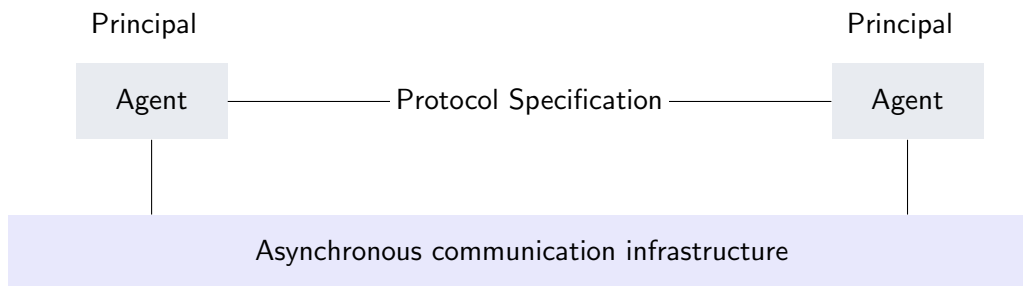 Principal
Principal
Agent
Protocol Specification
Agent
Asynchronous communication infrastructure